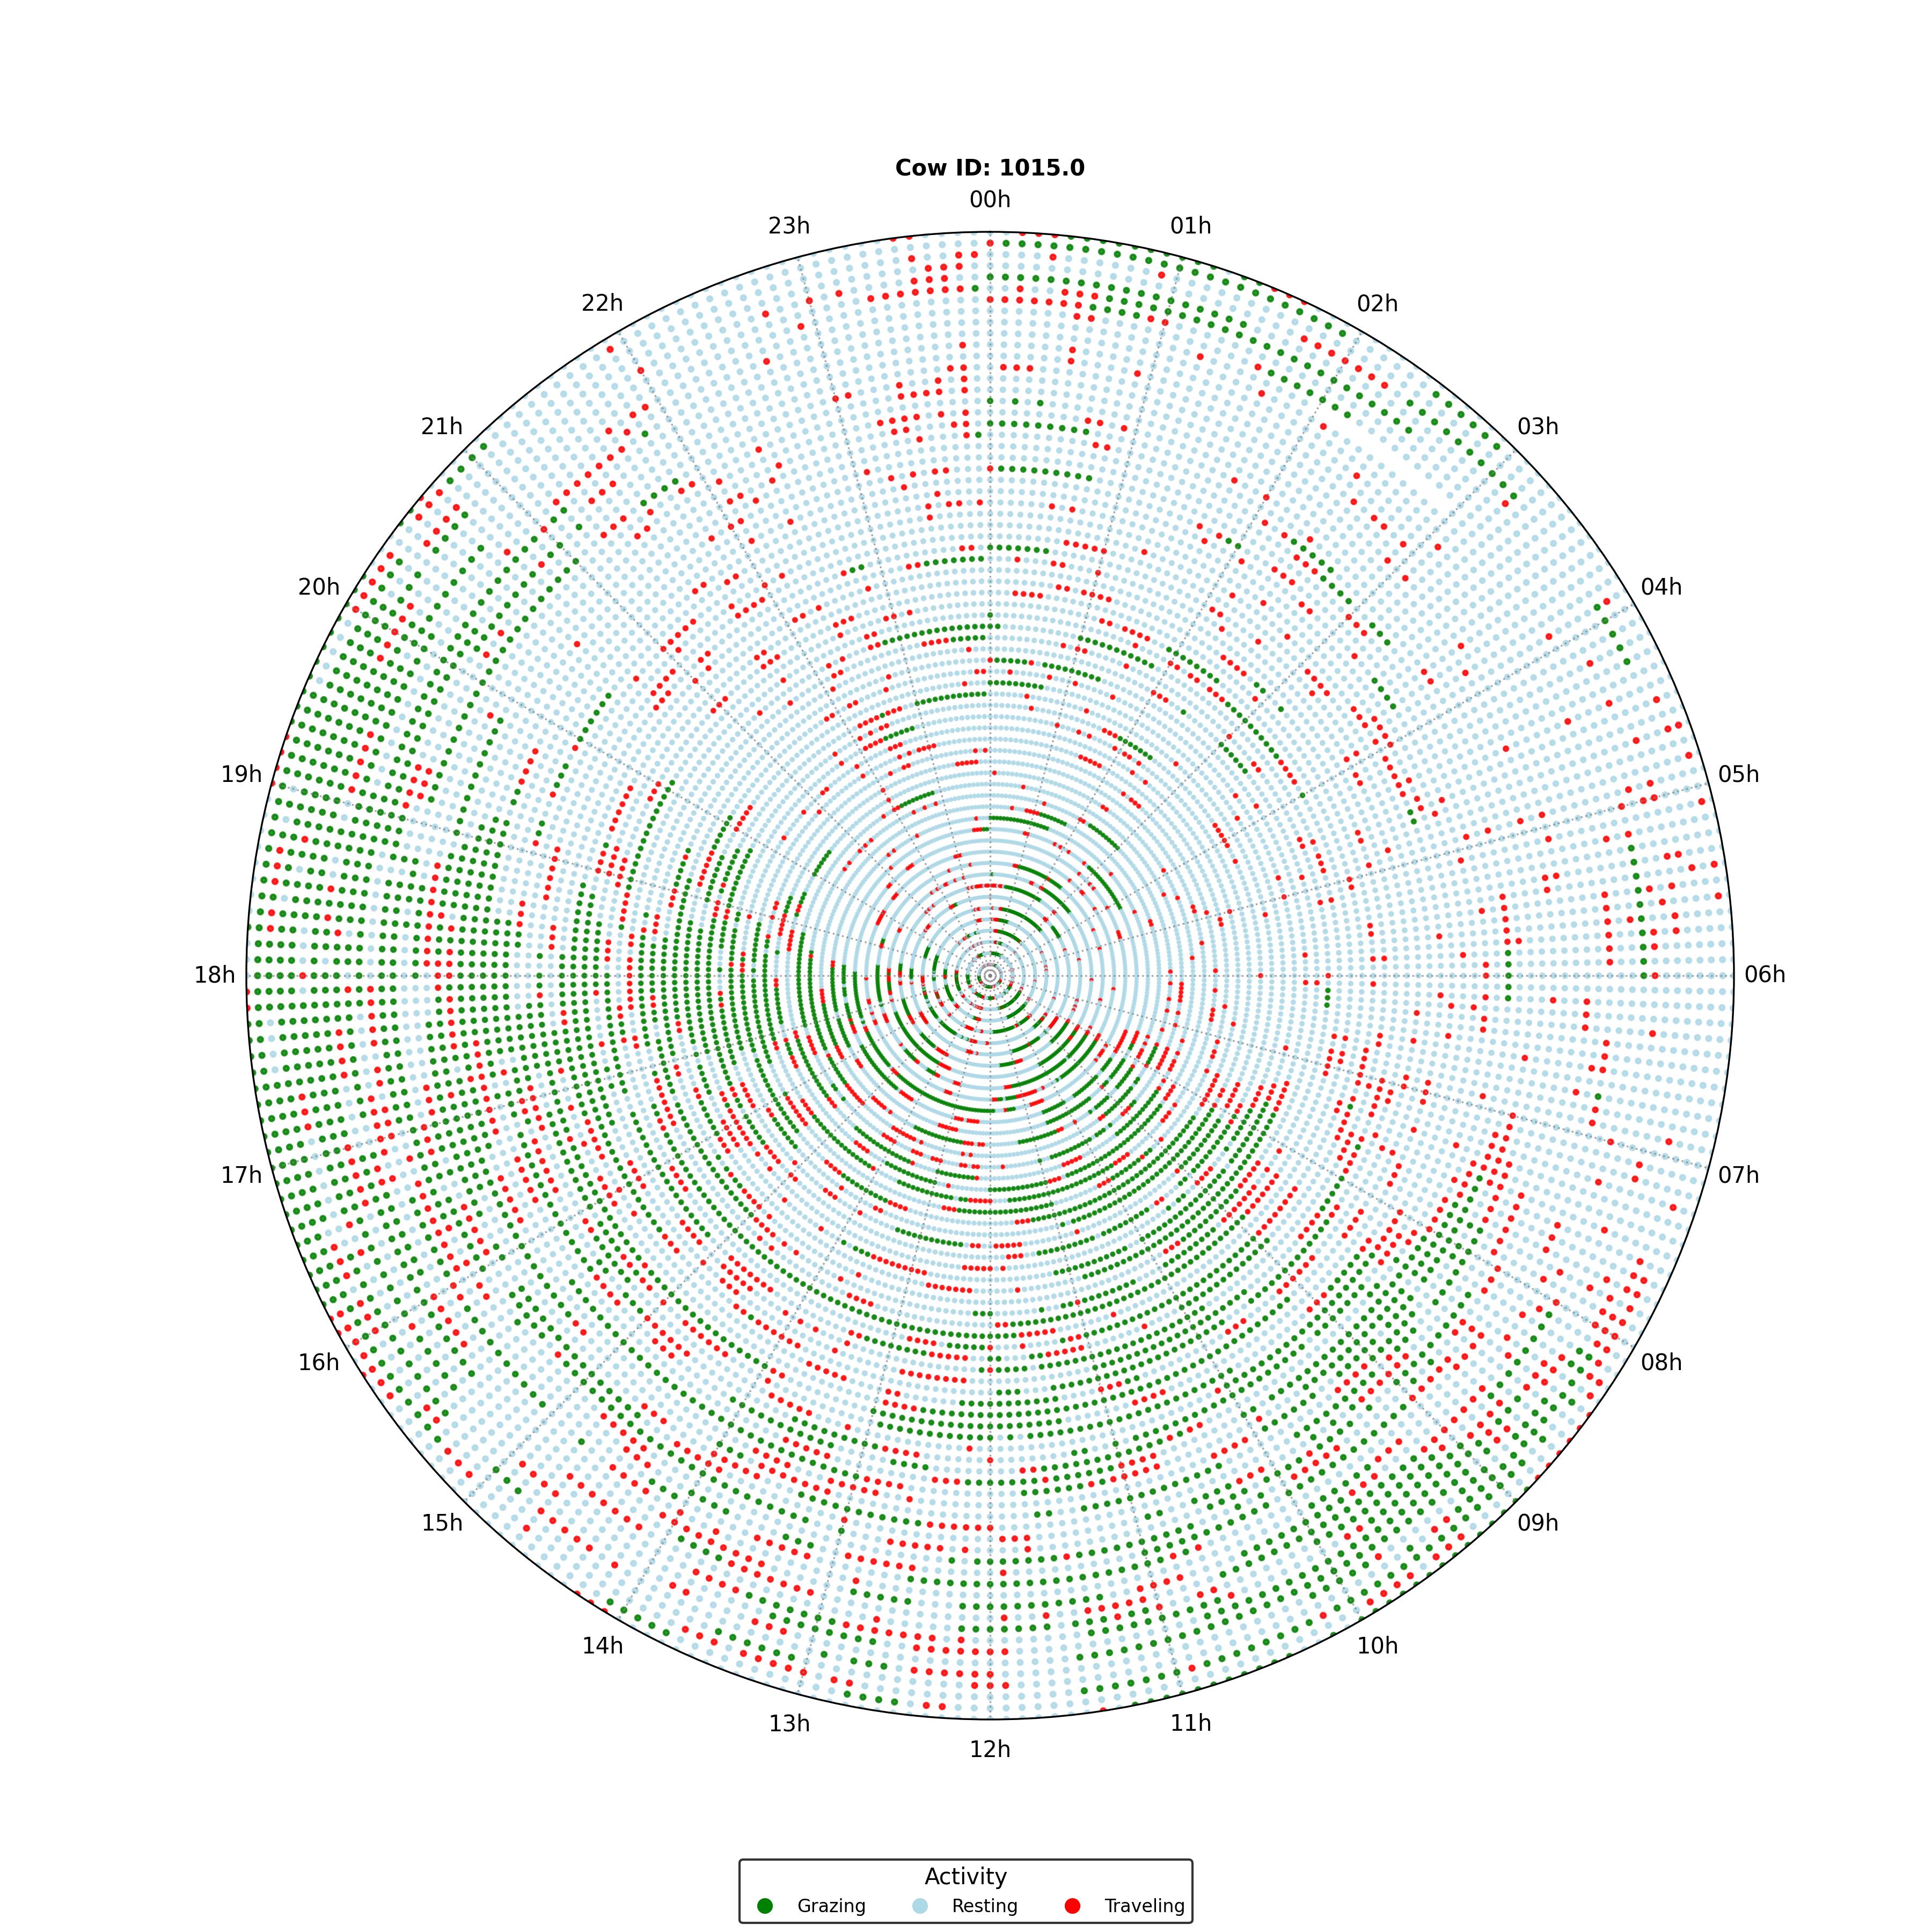 Cow ID: 1015.0
00h
23h
01h
22h
02h
21h
03h
20h
04h
19h
05h
18h
06h
17h
07h
16h
08h
15h
09h
14h
10h
13h
11h
12h
Activity
Grazing Resting Traveling